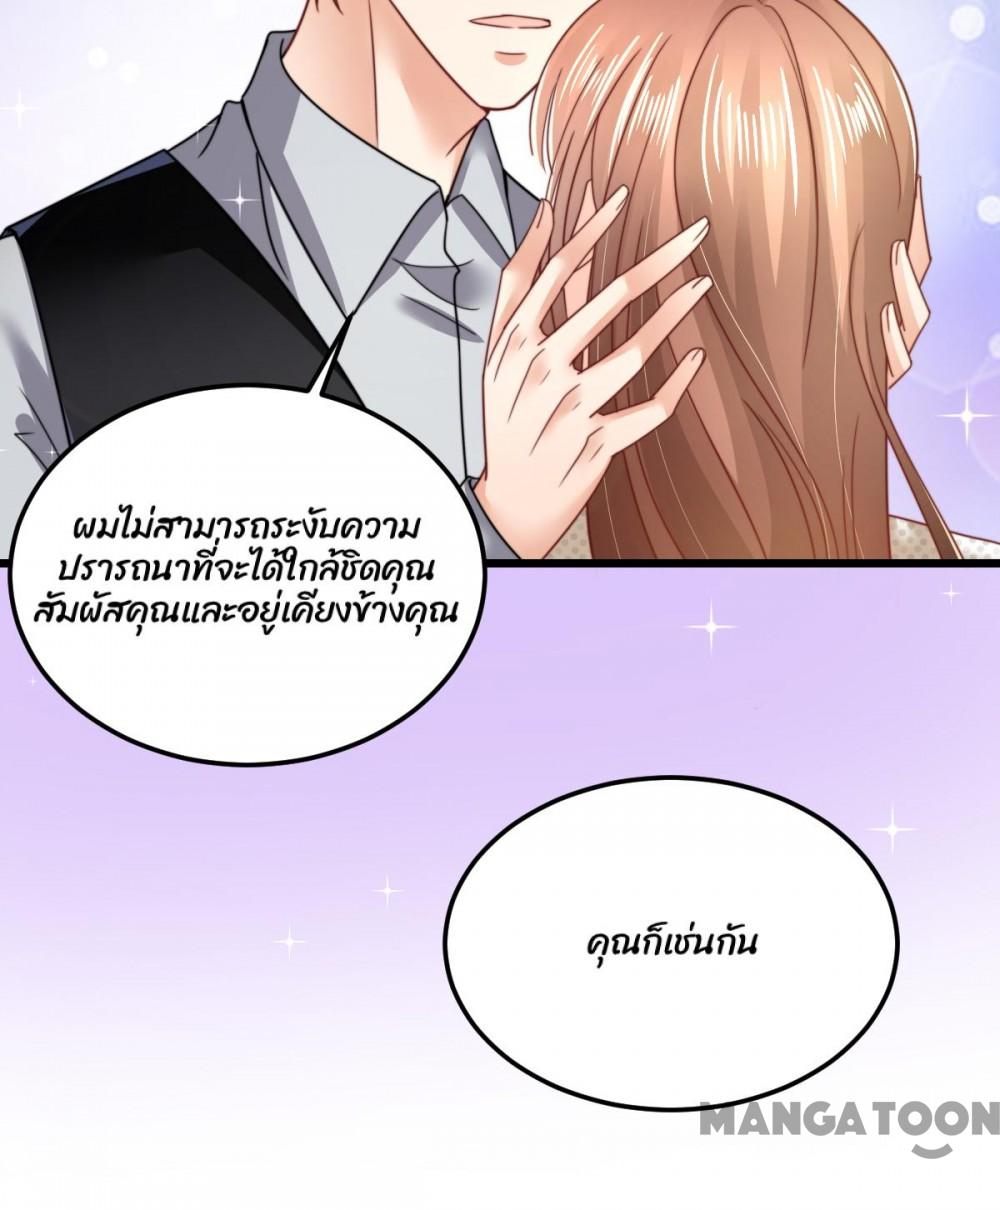 ผมไม่สามารถระงับความ
ปรารถนาที่จะได้ใกล้ชิดคุณ
สัมผัสคุณและอยู่เคียงข้างคุณ
คุณก็เช่นกัน
MANGATOON